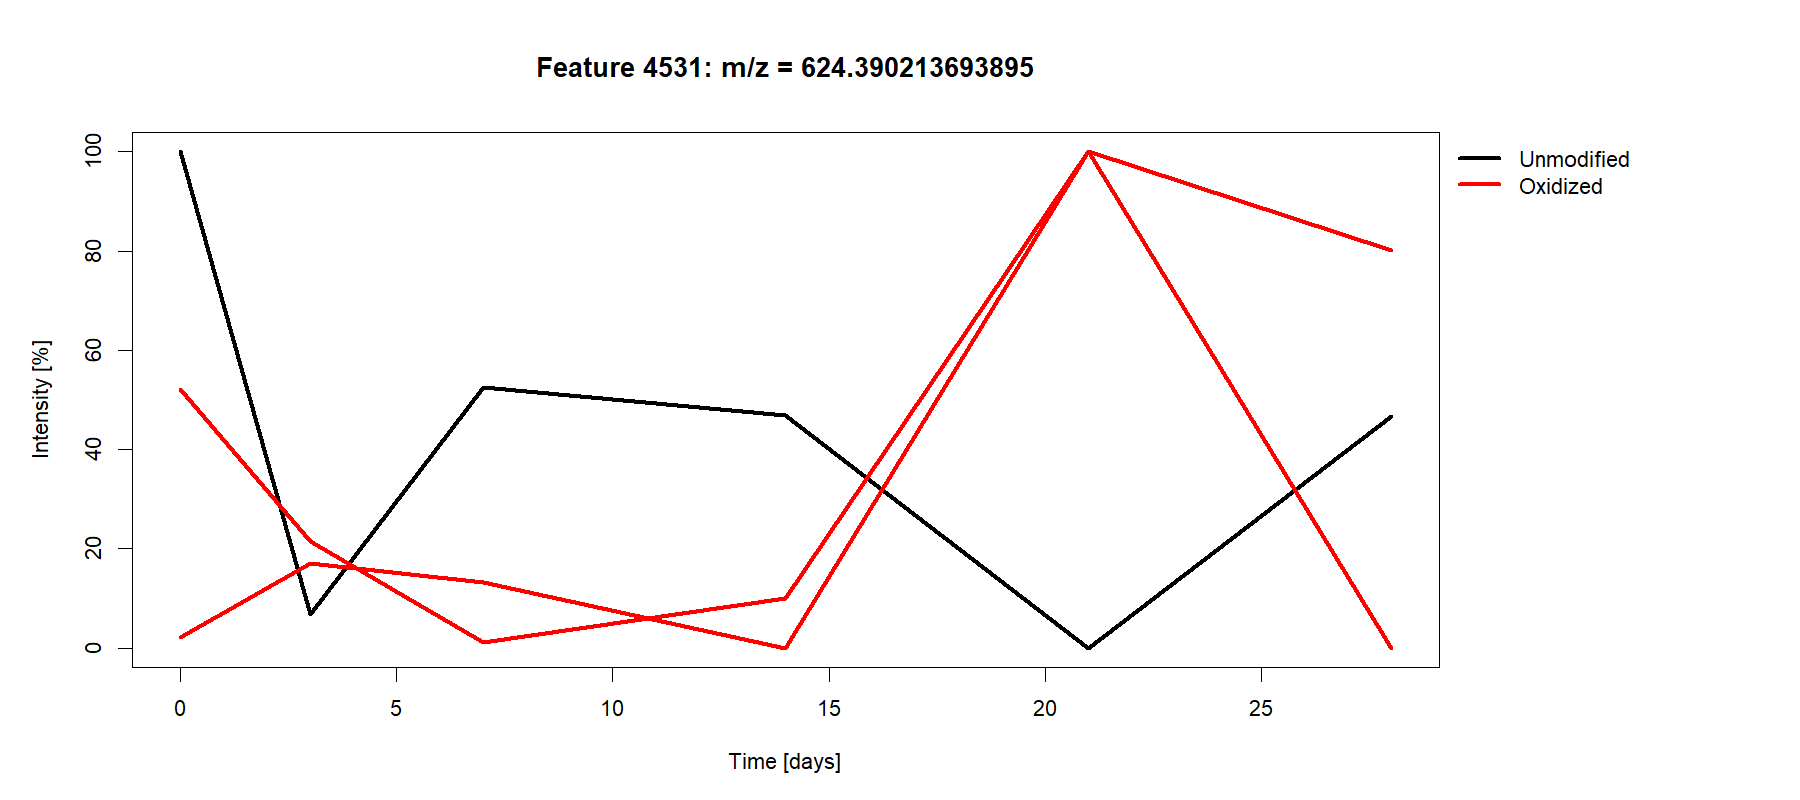 Feature 4531: m/z = 624.390213693895
Unmodified
Oxidized
Intensity [%]
100
80
60
40
20
0
0 5 10 15 20 25
Time [days]